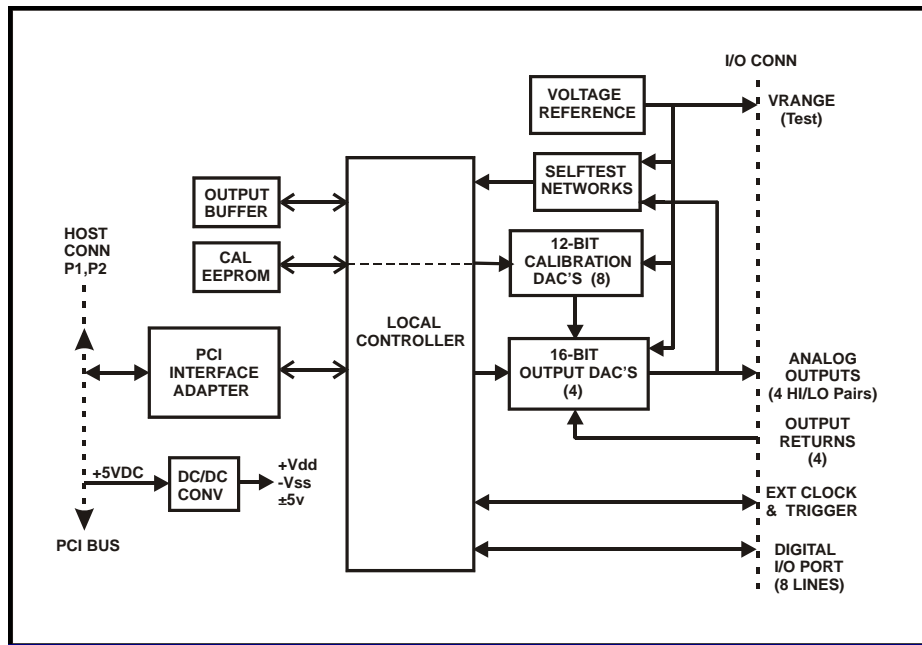 I/O CONN
VOLTAGE
REFERENCE
VRANGE
(Test)
SELFTEST
NETWORKS
OUTPUT
BUFFER
HOST
CONN
P1,P2
CAL
EEPROM
12-BIT
CALIBRATION
DAC'S (8)
LOCAL
CONTROLLER
PCI
INTERFACE
ADAPTER
16-BIT
OUTPUT DAC'S
(4)
ANALOG
OUTPUTS
(4 HI/LO Pairs)
OUTPUT
RETURNS
(4)
+5VDC
DC/DC
CONV
+Vdd
-Vss
±5v
PCI BUS
EXT CLOCK
& TRIGGER
DIGITAL
I/O PORT
(8 LINES)